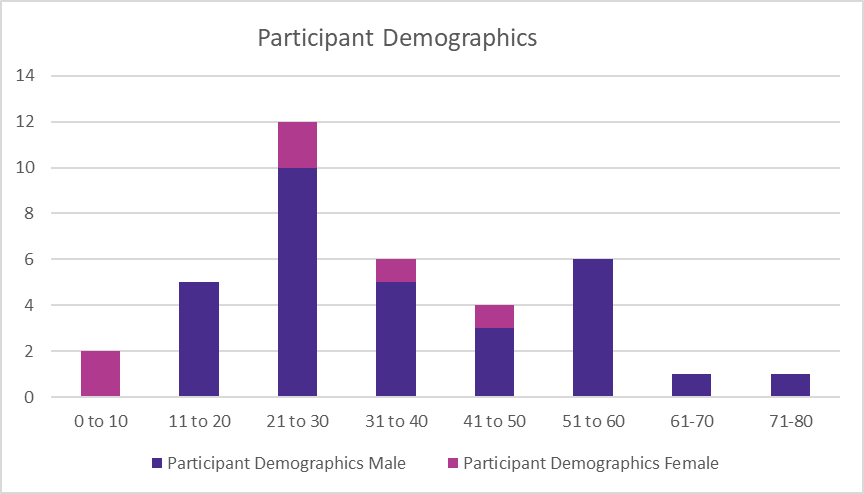 Participant Demographics
14
12
10
8
6
4
2
0
0 to 10 11 to 20 21 to 30 31 to 40 41 to 50 51 to 60 61-70 71-80
Participant Demographics Male Participant Demographics Female